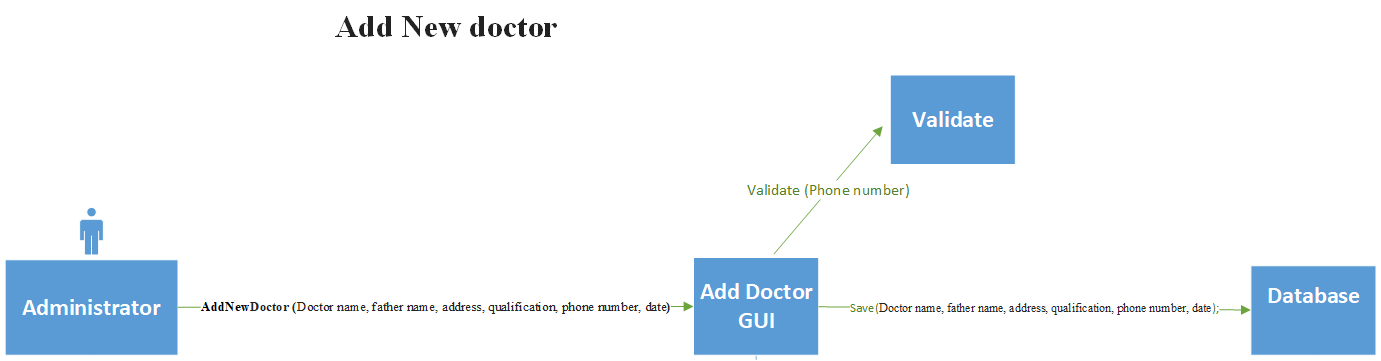 Add New doctor
Validate
Validate (Phone number)
Administrator
AddNewDoctor (Doctor name, father name, address, qualification, phone number, date)
Add Doctor
GUI
Save(Doctor name, father name, address, qualification, phone number, date);
Database